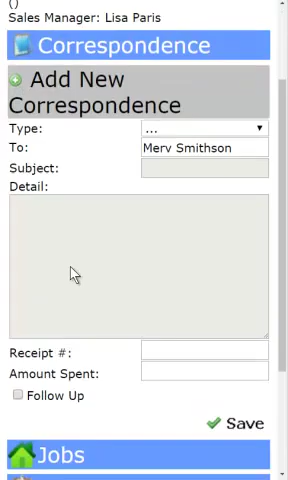 ()
Sales Manager: Lisa Paris
Correspondence
Add New
Correspondence
Type: ...
To: Merv Smithson
Subject:
Detail:
Receipt #:
Amount Spent:
Follow Up
Save
Jobs